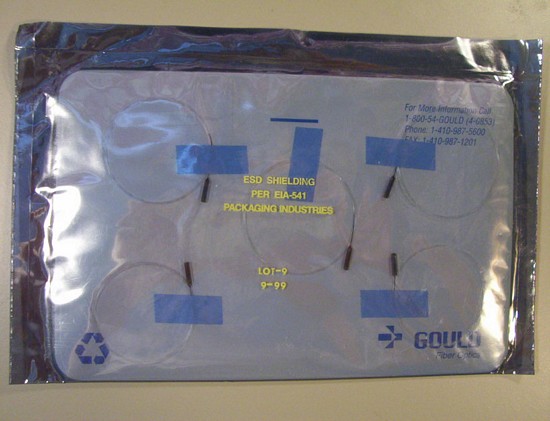 For More Information Call
1-800-54-GOULD (4-6853)
Phone: 1-410-987-5600
FAX: 1-410-987-1201
ESD SHIELDING
PER EIA-541
PACKAGING INDUSTRIES
LOT-9
9-99
GOULD
Fiber Optics